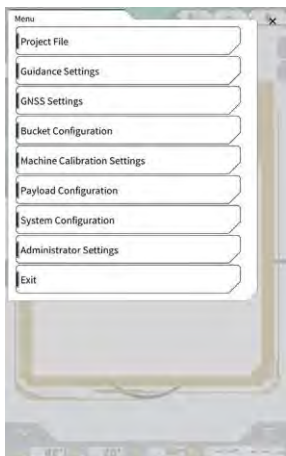 Menu
Project File
Guidance Settings
GNSS Settings
Bucket Configuration
Machine Calibration Settings
Payload Configuration
System Configuration
Administrator Settings
Exit